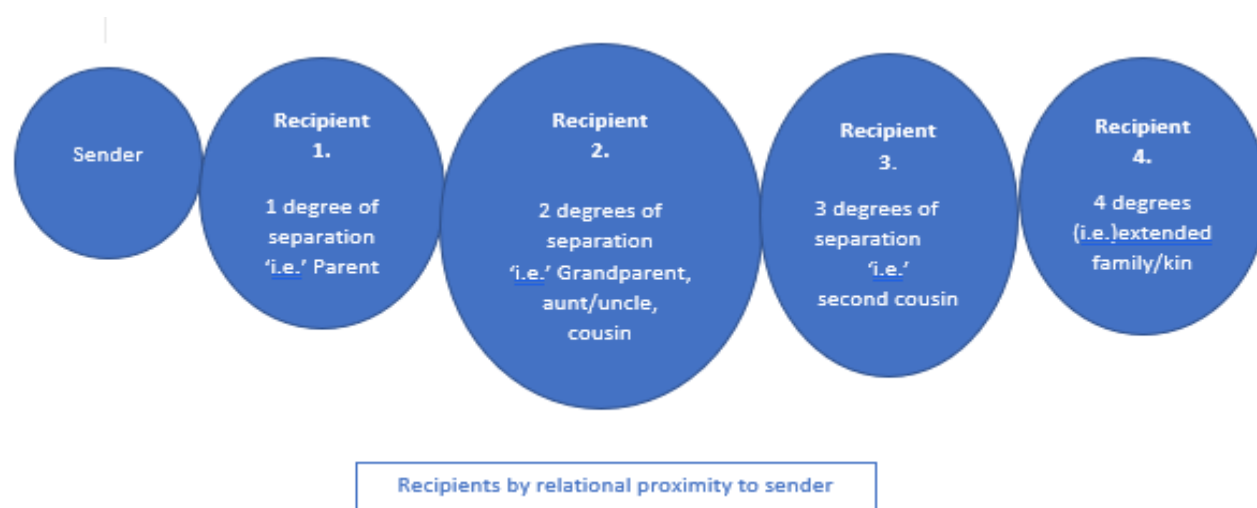 Sender
Recipient
1.
1 degree of
separation
‘i.e.’ Parent
Recipient
2.
2 degrees of
separation
‘i.e.’ Grandparent,
aunt/uncle,
cousin
Recipient
3.
3 degrees of
separation
‘i.e.’
second cousin
Recipient
4.
4 degrees
(i.e.)extended
family/kin
Recipients by relational proximity to sender